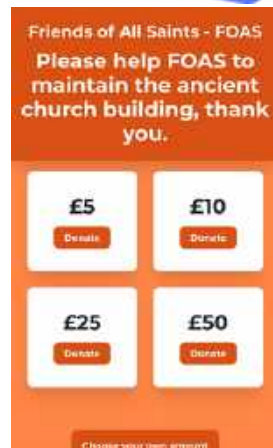 Friends of All Saints - FOAS
Please help FOAS to
maintain the ancient
church building, thank
you.
£5 £10
Donate Donate
£25 £50
Donate Donate
Choose your own amount